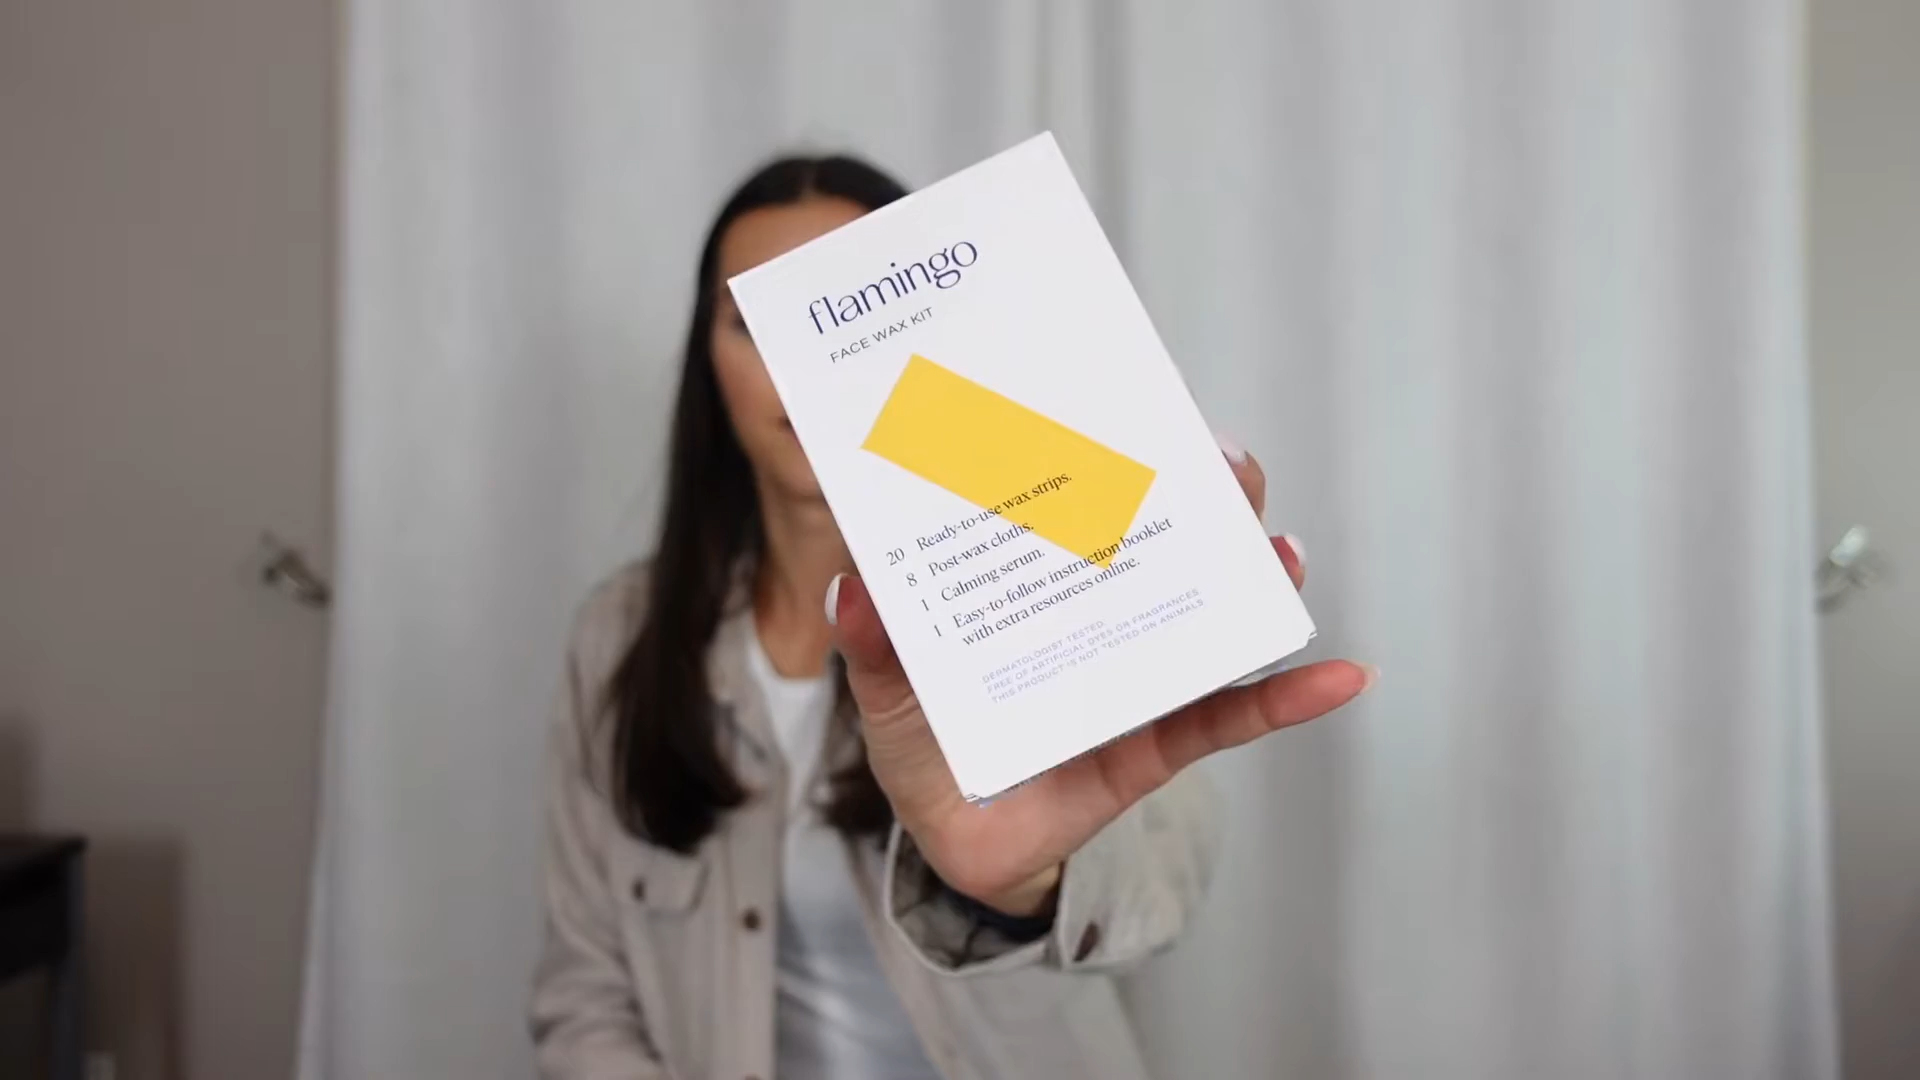 flamingo
FACE WAX KIT
20 Ready-to-use wax strips.
8 Post-wax cloths.
1 Calming serum.
1 Easy-to-follow instruction booklet
with extra resources online.
DERMATOLOGIST TESTED.
FREE OF ARTIFICIAL DYES OR FRAGRANCES.
THIS PRODUCT IS NOT TESTED ON ANIMALS